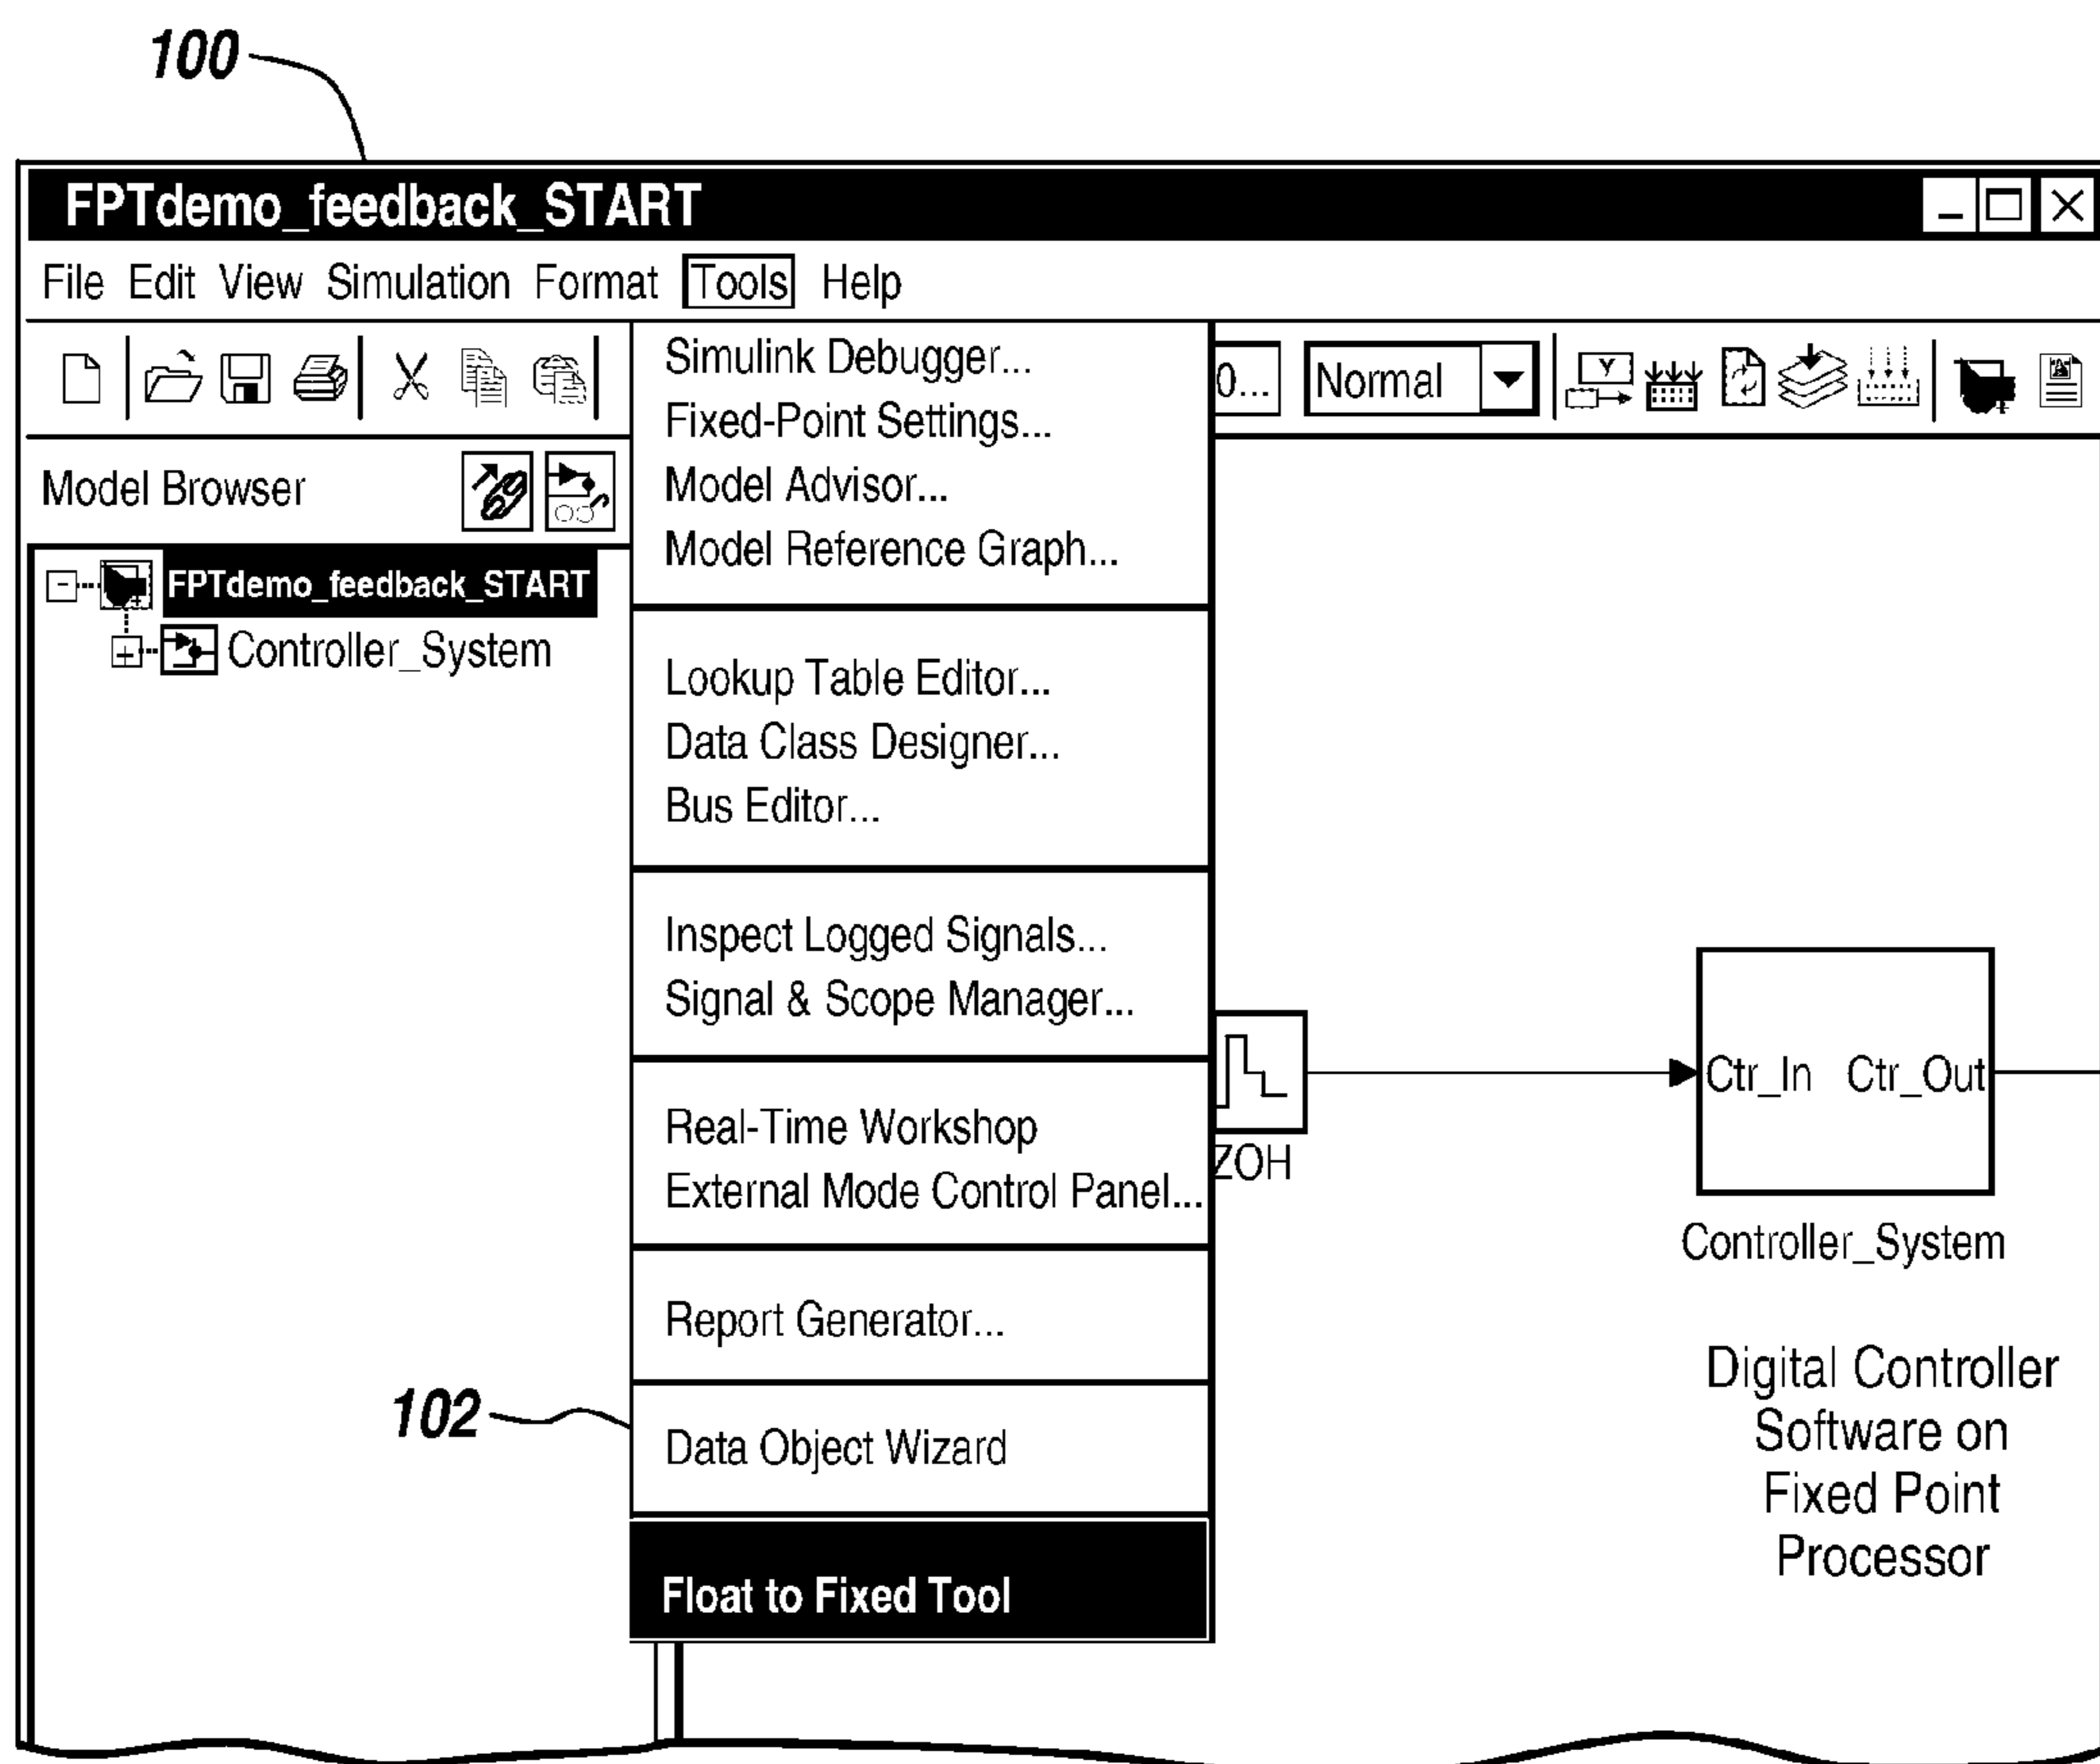 100
FPTdemo_feedback_START
File Edit View Simulation Format Tools Help
0... Normal
Y
Model Browser
FPTdemo_feedback_START
Controller_System
Simulink Debugger...
Fixed-Point Settings...
Model Advisor...
Model Reference Graph...
Lookup Table Editor...
Data Class Designer...
Bus Editor...
Inspect Logged Signals...
Signal & Scope Manager...
Real-Time Workshop
External Mode Control Panel...
Report Generator...
102
Data Object Wizard
Float to Fixed Tool
ZOH
Ctr_In Ctr_Out
Controller_System
Digital Controller
Software on
Fixed Point
Processor